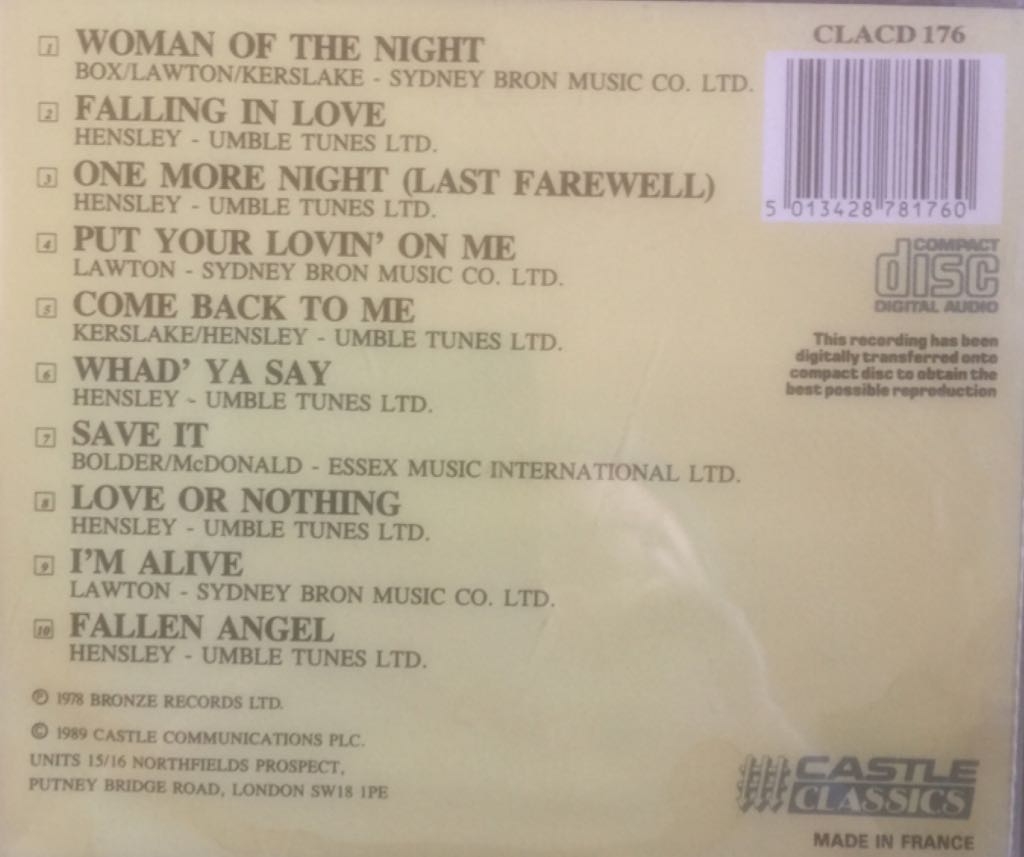 1 WOMAN OF THE NIGHT
BOX/LAWTON/KERSLAKE - SYDNEY BRON MUSIC CO. LTD.
2 FALLING IN LOVE
HENSLEY - UMBLE TUNES LTD.
3 ONE MORE NIGHT (LAST FAREWELL)
HENSLEY - UMBLE TUNES LTD.
4 PUT YOUR LOVIN' ON ME
LAWTON - SYDNEY BRON MUSIC CO. LTD.
5 COME BACK TO ME
KERSLAKE/HENSLEY - UMBLE TUNES LTD.
6 WHAD' YA SAY
HENSLEY - UMBLE TUNES LTD.
7 SAVE IT
BOLDER/McDONALD - ESSEX MUSIC INTERNATIONAL LTD.
8 LOVE OR NOTHING
HENSLEY - UMBLE TUNES LTD.
9 I'M ALIVE
LAWTON - SYDNEY BRON MUSIC CO. LTD.
10 FALLEN ANGEL
HENSLEY - UMBLE TUNES LTD.
℗ 1978 BRONZE RECORDS LTD.
© 1989 CASTLE COMMUNICATIONS PLC.
UNITS 15/16 NORTHFIELDS PROSPECT,
PUTNEY BRIDGE ROAD, LONDON SW18 1PE
CLACD 176
5 013428 781760
COMPACT
disc
DIGITAL AUDIO
This recording has been
digitally transferred onto
compact disc to obtain the
best possible reproduction
CASTLE
CLASSICS
MADE IN FRANCE